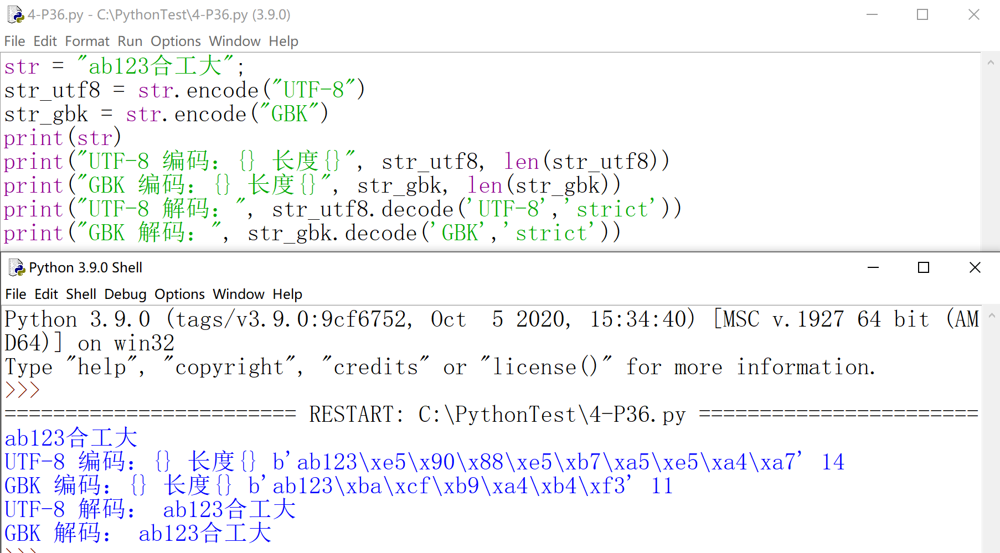 4-P36.py - C:\PythonTest\4-P36.py (3.9.0)
File Edit Format Run Options Window Help
str = "ab123合工大";
str_utf8 = str.encode("UTF-8")
str_gbk = str.encode("GBK")
print(str)
print("UTF-8 编码：{} 长度{}", str_utf8, len(str_utf8))
print("GBK 编码：{} 长度{}", str_gbk, len(str_gbk))
print("UTF-8 解码：", str_utf8.decode('UTF-8','strict'))
print("GBK 解码：", str_gbk.decode('GBK','strict'))
Python 3.9.0 Shell
File Edit Shell Debug Options Window Help
Python 3.9.0 (tags/v3.9.0:9cf6752, Oct  5 2020, 15:34:40) [MSC v.1927 64 bit (AM
D64)] on win32
Type "help", "copyright", "credits" or "license()" for more information.
>>>
======================== RESTART: C:\PythonTest\4-P36.py =======================
ab123合工大
UTF-8 编码：{} 长度{} b'ab123\xe5\x90\x88\xe5\xb7\xa5\xe5\xa4\xa7' 14
GBK 编码：{} 长度{} b'ab123\xba\xcf\xb9\xa4\xb4\xf3' 11
UTF-8 解码： ab123合工大
GBK 解码： ab123合工大
>>>